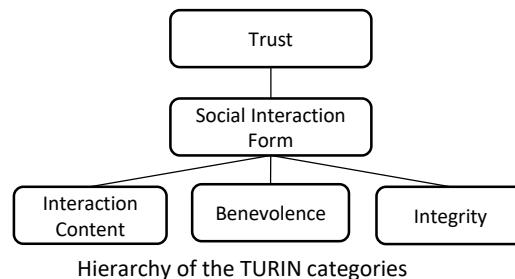 Trust
Social Interaction
Form
Interaction
Content
Benevolence
Integrity
Hierarchy of the TURIN categories